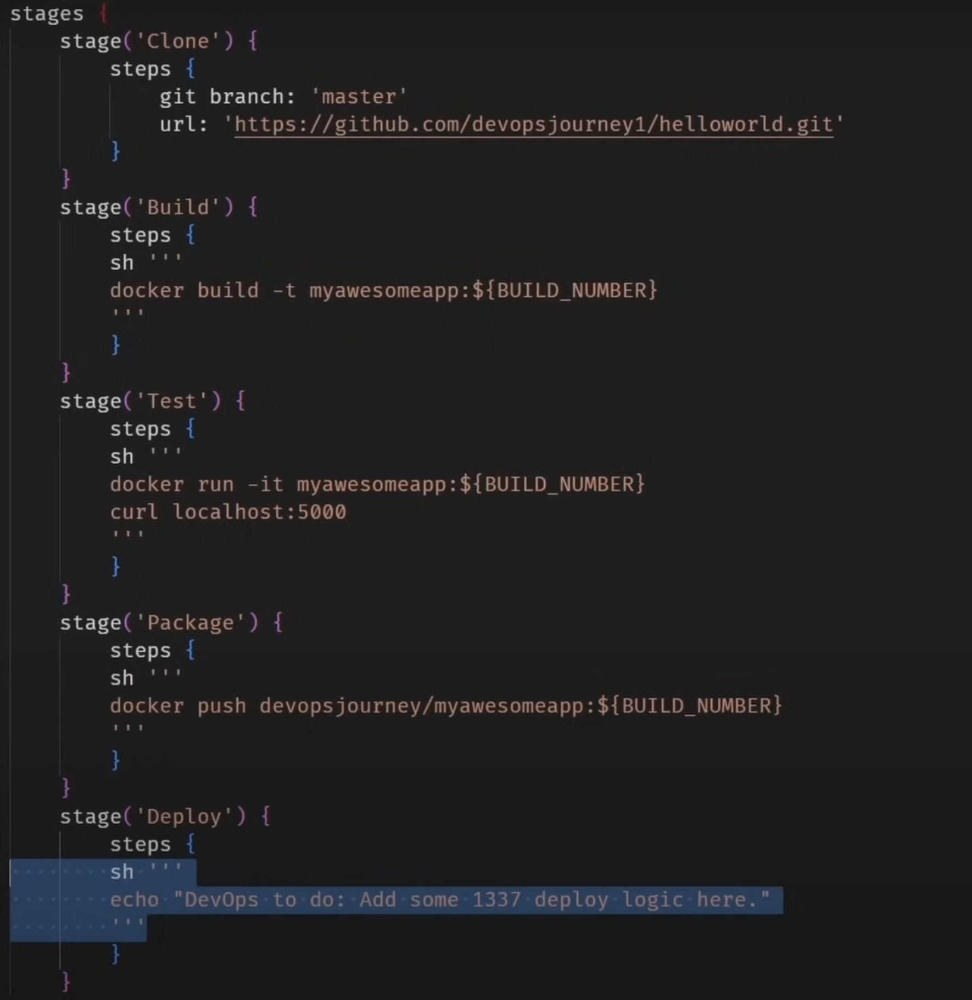 stages {
stage('Clone') {
steps {
git branch: 'master'
url: 'https://github.com/devopsjourney1/helloworld.git'
}
}
stage('Build') {
steps {
sh '''
docker build -t myawesomeapp:${BUILD_NUMBER}
'''
}
}
stage('Test') {
steps {
sh '''
docker run -it myawesomeapp:${BUILD_NUMBER}
curl localhost:5000
'''
}
}
stage('Package') {
steps {
sh '''
docker push devopsjourney/myawesomeapp:${BUILD_NUMBER}
'''
}
}
stage('Deploy') {
steps {
sh '''
echo "DevOps to do: Add some 1337 deploy logic here."
'''
}
}